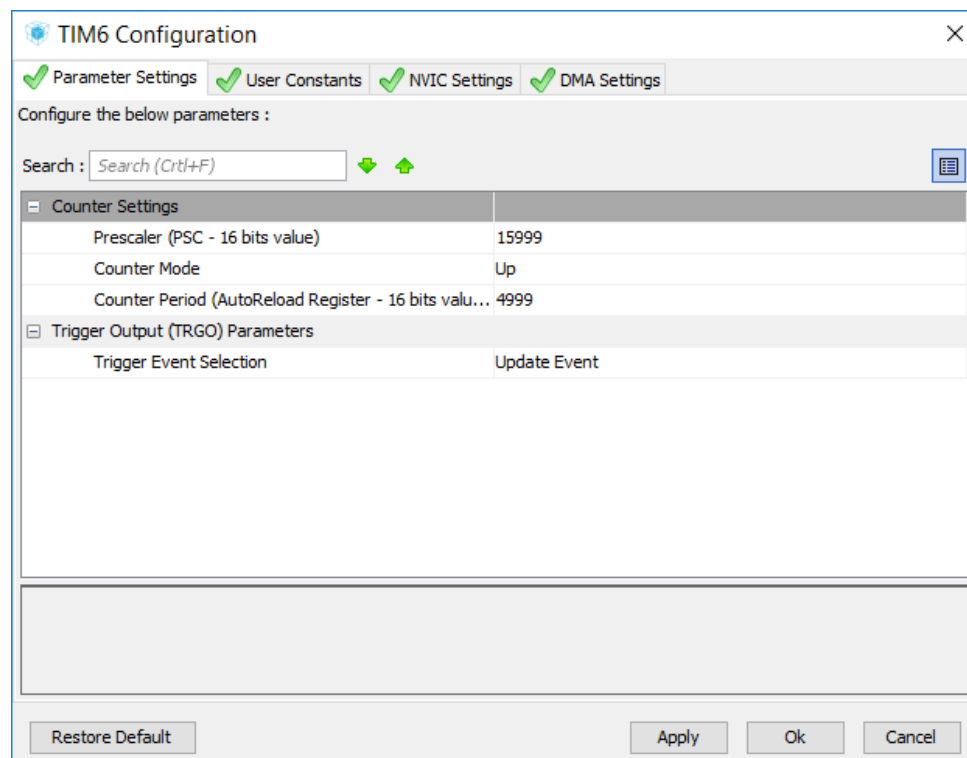 TIM6 Configuration
Parameter Settings User Constants NVIC Settings DMA Settings
Configure the below parameters :
Search : Search (Crtl+F)
Counter Settings
Prescaler (PSC - 16 bits value) 15999
Counter Mode Up
Counter Period (AutoReload Register - 16 bits valu... 4999
Trigger Output (TRGO) Parameters
Trigger Event Selection Update Event
Restore Default Apply Ok Cancel